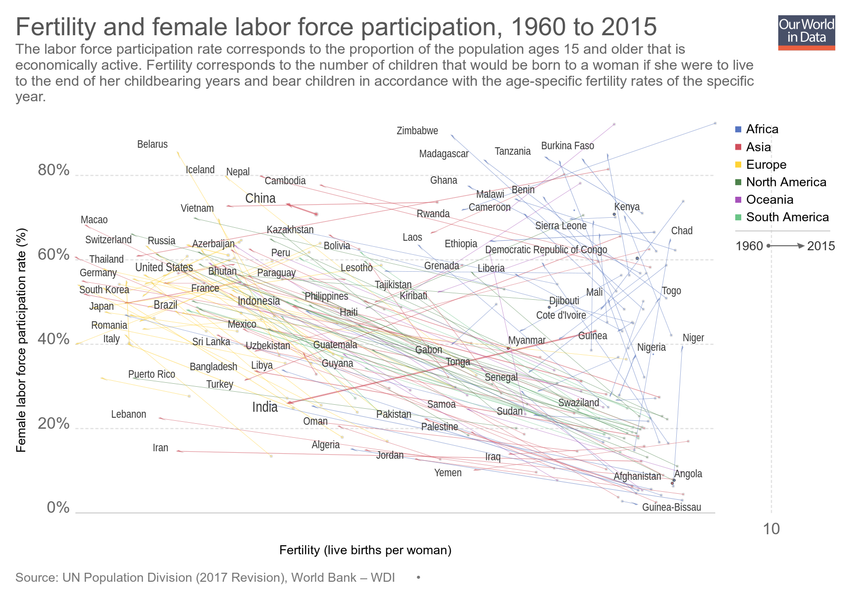 Fertility and female labor force participation, 1960 to 2015
Our World
in Data
The labor force participation rate corresponds to the proportion of the population ages 15 and older that is
economically active. Fertility corresponds to the number of children that would be born to a woman if she were to live
to the end of her childbearing years and bear children in accordance with the age-specific fertility rates of the specific
year.
Africa
Asia
Europe
North America
Oceania
South America
1960
2015
Female labor force participation (%)
80%
60%
40%
20%
0%
Zimbabwe
Belarus
Madagascar
Tanzania
Burkina Faso
Iceland
Nepal
Cambodia
Ghana
Malawi
Benin
China
Vietnam
Rwanda
Cameroon
Kenya
Macao
Kazakhstan
Sierra Leone
Chad
Switzerland
Russia
Azerbaijan
Bolivia
Laos
Ethiopia
Democratic Republic of Congo
Thailand
Peru
Germany
United States
Bhutan
Paraguay
Lesotho
Grenada
Liberia
South Korea
France
Tajikistan
Kiribati
Mali
Togo
Japan
Brazil
Indonesia
Philippines
Haiti
Djibouti
Cote d'Ivoire
Romania
Mexico
Italy
Sri Lanka
Uzbekistan
Guatemala
Gabon
Myanmar
Guinea
Nigeria
Niger
Bangladesh
Libya
Guyana
Tonga
Puerto Rico
Turkey
Senegal
Lebanon
India
Oman
Pakistan
Samoa
Palestine
Sudan
Swaziland
Iran
Algeria
Jordan
Yemen
Iraq
Afghanistan
Angola
Guinea-Bissau
10
Fertility (live births per woman)
Source: UN Population Division (2017 Revision), World Bank – WDI •